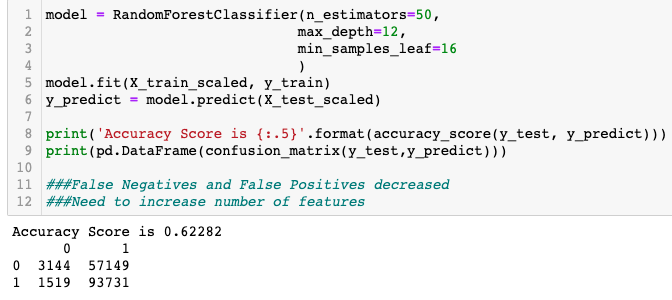 1 model = RandomForestClassifier(n_estimators=50,
2                                max_depth=12,
3                                min_samples_leaf=16
4                                )
5 model.fit(X_train_scaled, y_train)
6 y_predict = model.predict(X_test_scaled)
7
8 print('Accuracy Score is {:.5}'.format(accuracy_score(y_test, y_predict)))
9 print(pd.DataFrame(confusion_matrix(y_test,y_predict)))
10
11 ###False Negatives and False Positives decreased
12 ###Need to increase number of features
Accuracy Score is 0.62282
      0      1
0  3144  57149
1  1519  93731